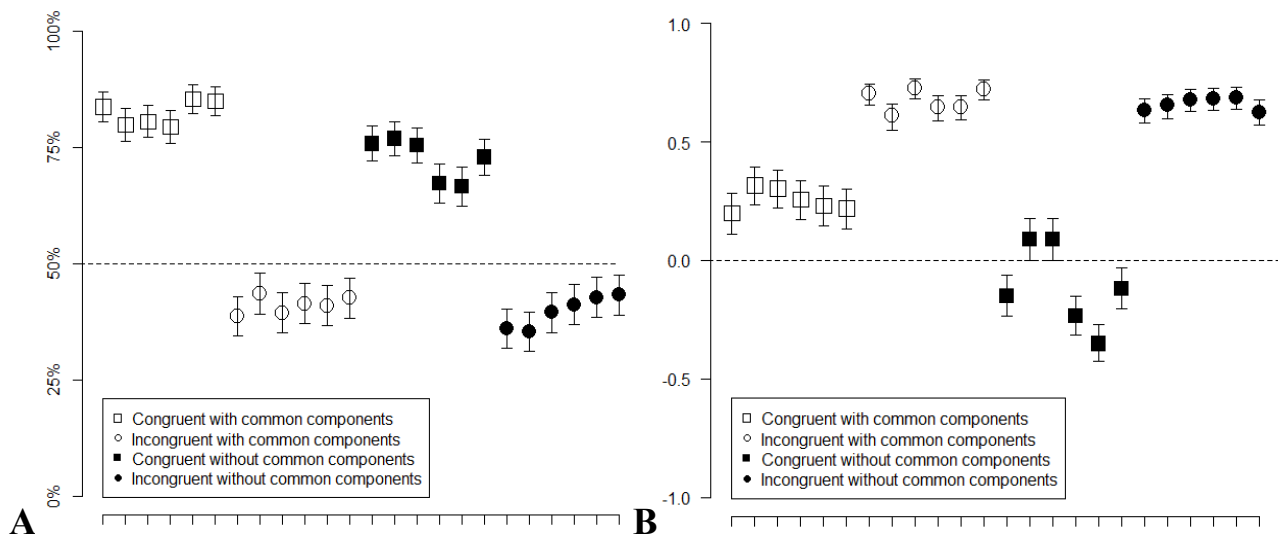 100%
75%
50%
25%
0%
Congruent with common components
Incongruent with common components
Congruent without common components
Incongruent without common components
A
1.0
0.5
0.0
-0.5
-1.0
Congruent with common components
Incongruent with common components
Congruent without common components
Incongruent without common components
B